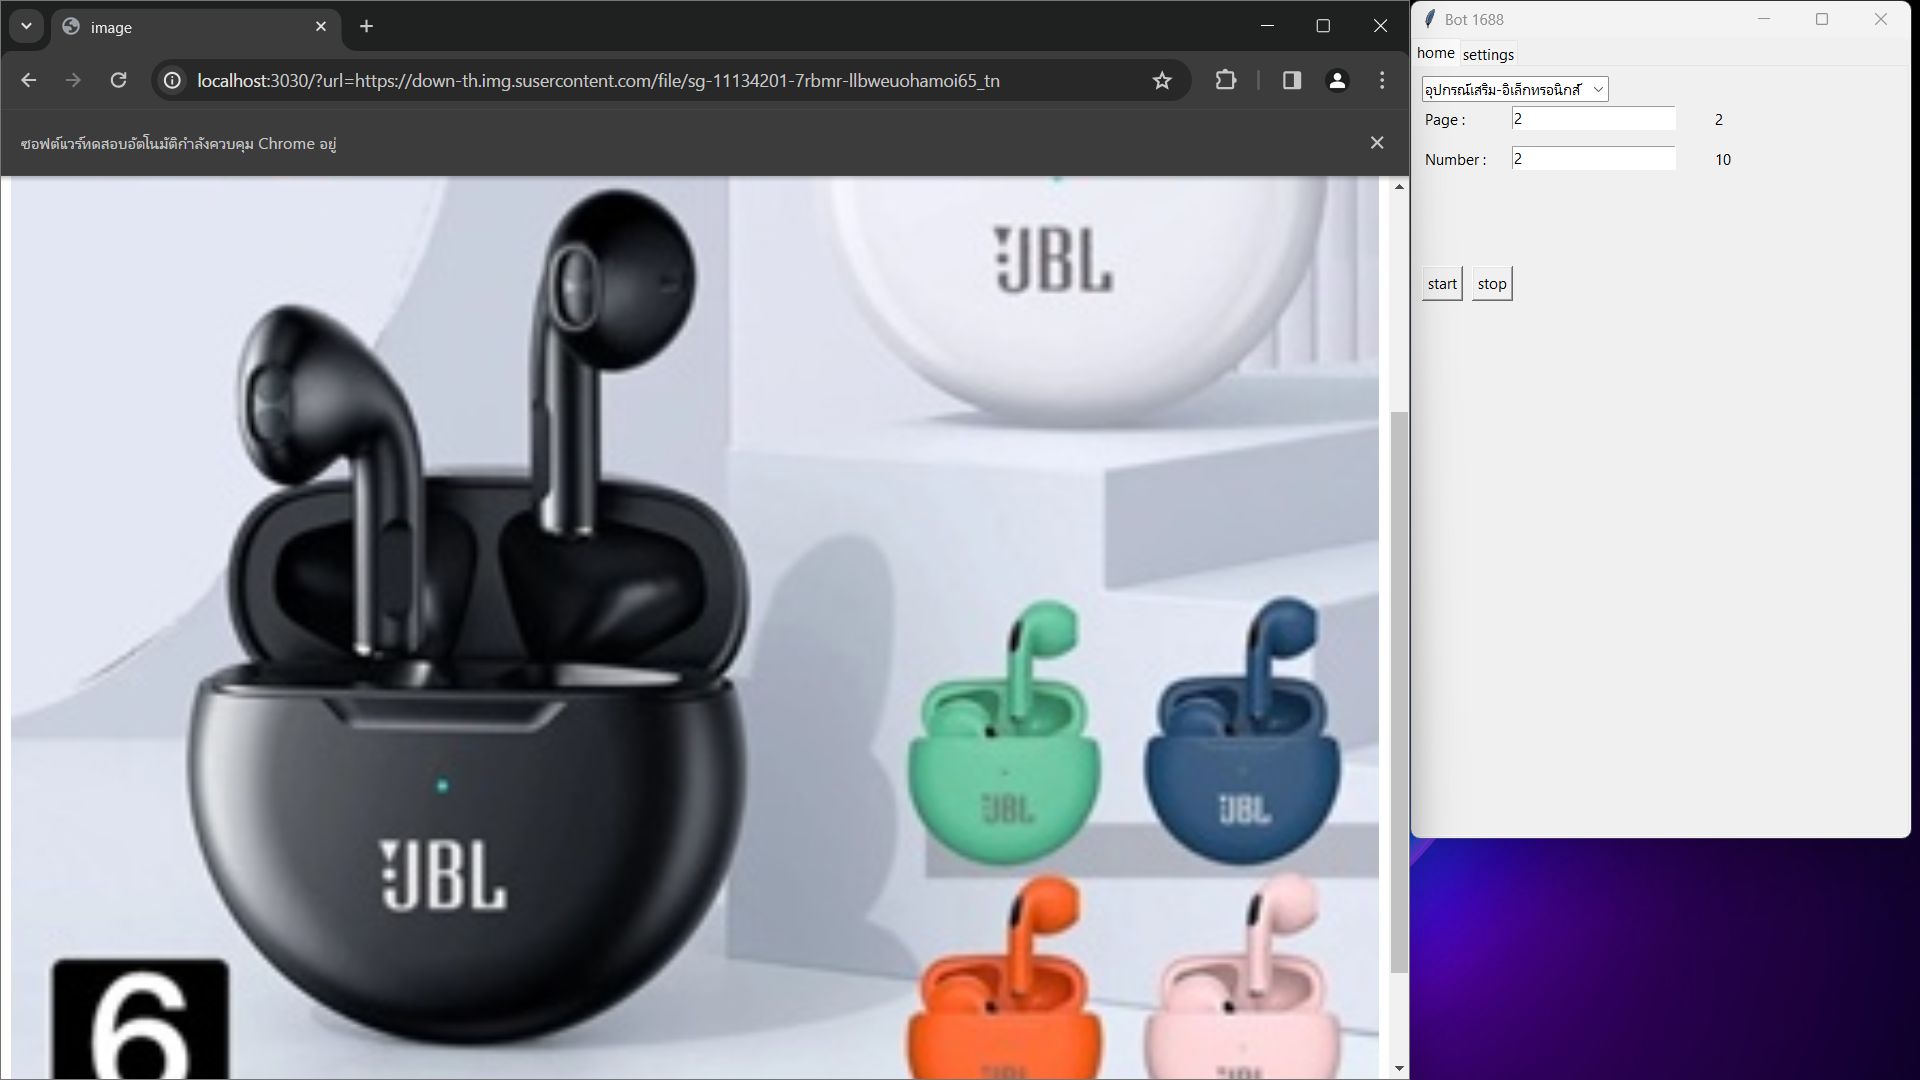 image
localhost:3030/?url=https://down-th.img.susercontent.com/file/sg-11134201-7rbmr-llbweuohamoi65_tn
ซอฟต์แวร์ทดสอบอัตโนมัติกำลังควบคุม Chrome อยู่
JBL
JBL
JBL
JBL
JBL
JBL
6
Bot 1688
home settings
อุปกรณ์เสริม-อิเล็กทรอนิกส์
Page : 2 2
Number : 2 10
start stop